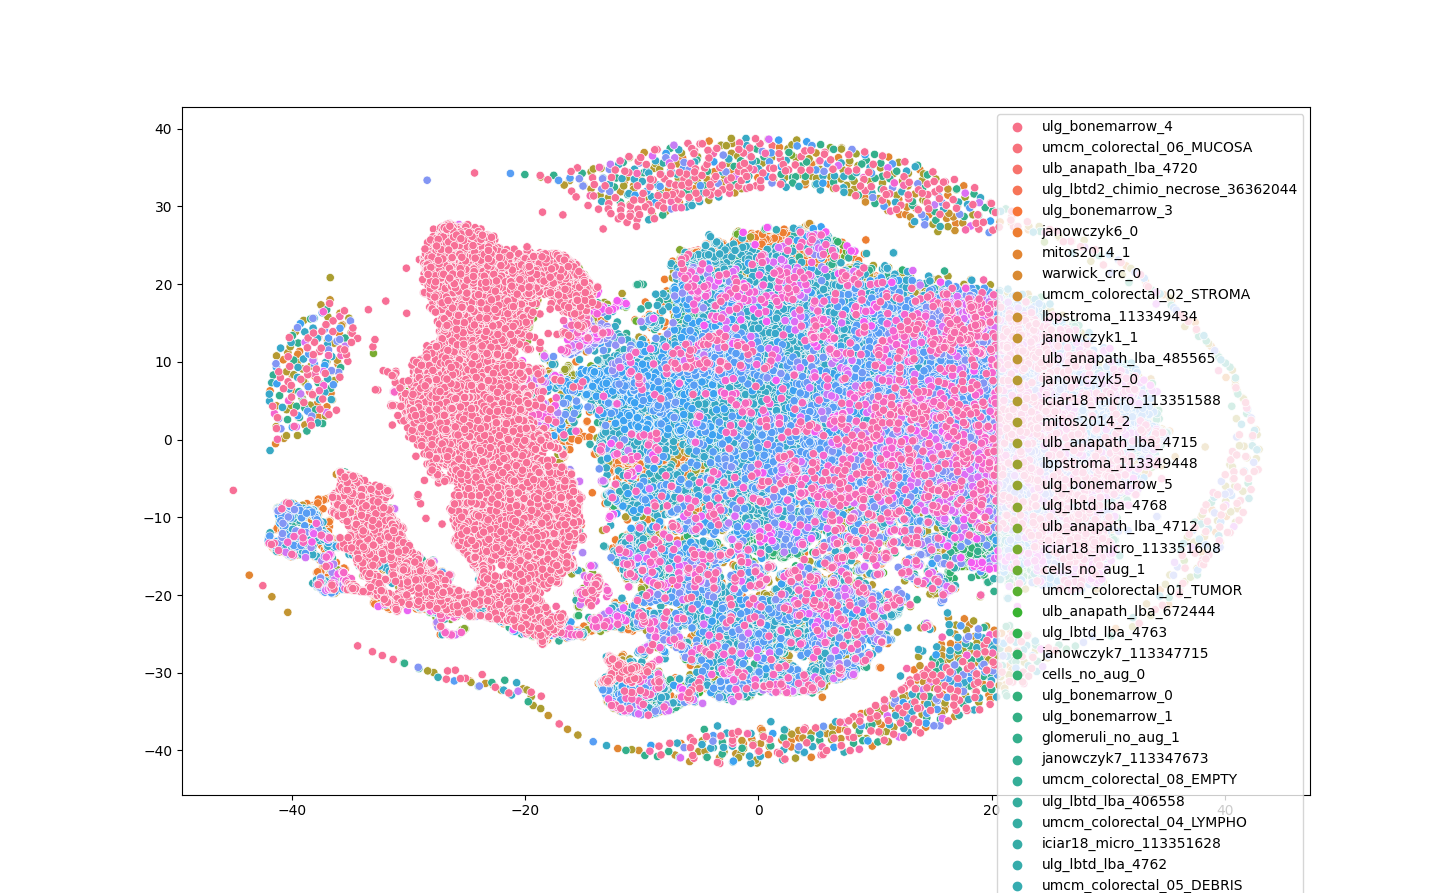 40
30
20
10
0
−10
−20
−30
−40
−40
−20
0
20
40
ulg_bonemarrow_4
umcm_colorectal_06_MUCOSA
ulb_anapath_lba_4720
ulg_lbtd2_chimio_necrose_36362044
ulg_bonemarrow_3
janowczyk6_0
mitos2014_1
warwick_crc_0
umcm_colorectal_02_STROMA
lbpstroma_113349434
janowczyk1_1
ulb_anapath_lba_485565
janowczyk5_0
iciar18_micro_113351588
mitos2014_2
ulb_anapath_lba_4715
lbpstroma_113349448
ulg_bonemarrow_5
ulg_lbtd_lba_4768
ulb_anapath_lba_4712
iciar18_micro_113351608
cells_no_aug_1
umcm_colorectal_01_TUMOR
ulb_anapath_lba_672444
ulg_lbtd_lba_4763
janowczyk7_113347715
cells_no_aug_0
ulg_bonemarrow_0
ulg_bonemarrow_1
glomeruli_no_aug_1
janowczyk7_113347673
umcm_colorectal_08_EMPTY
ulg_lbtd_lba_406558
umcm_colorectal_04_LYMPHO
iciar18_micro_113351628
ulg_lbtd_lba_4762
umcm_colorectal_05_DEBRIS